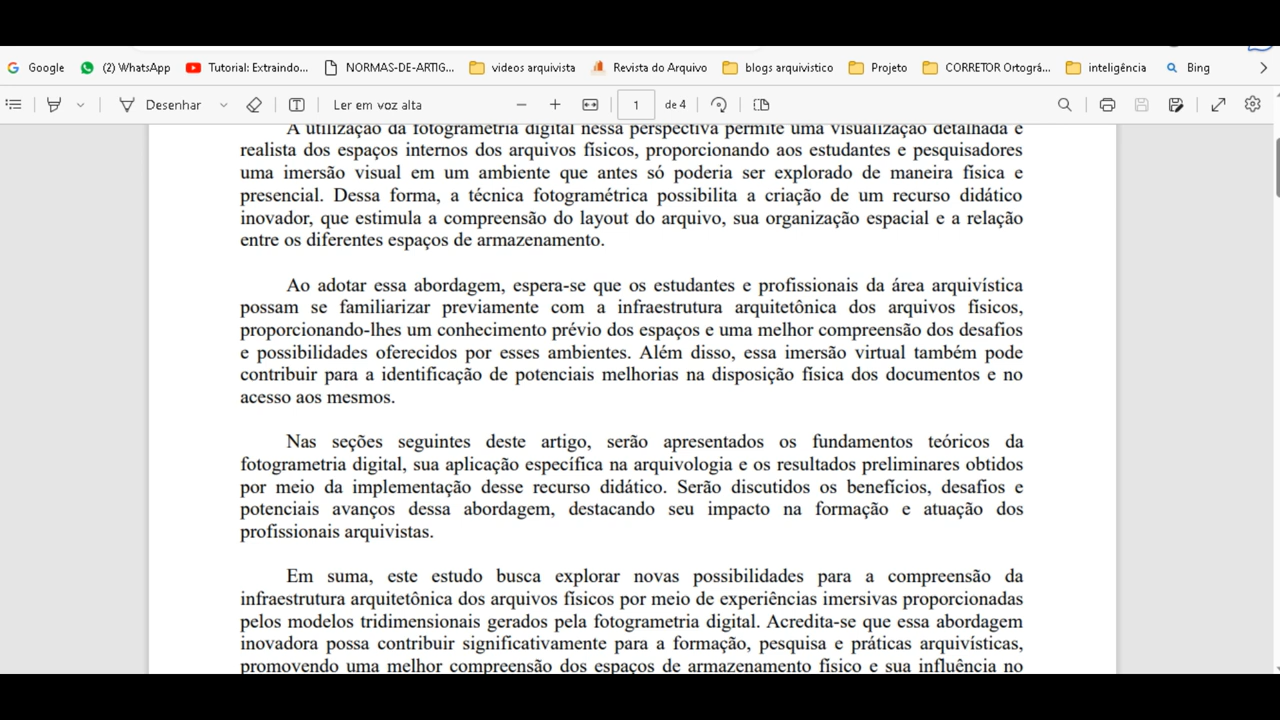 Google (2) WhatsApp Tutorial: Extraindo... NORMAS-DE-ARTIG... videos arquivista Revista do Arquivo blogs arquivistico Projeto CORRETOR Ortográ... inteligência Bing
Desenhar Ler em voz alta 1 de 4
A utilização da fotogrametria digital nessa perspectiva permite uma visualização detalhada e
realista dos espaços internos dos arquivos físicos, proporcionando aos estudantes e pesquisadores
uma imersão visual em um ambiente que antes só poderia ser explorado de maneira física e
presencial. Dessa forma, a técnica fotogramétrica possibilita a criação de um recurso didático
inovador, que estimula a compreensão do layout do arquivo, sua organização espacial e a relação
entre os diferentes espaços de armazenamento.
Ao adotar essa abordagem, espera-se que os estudantes e profissionais da área arquivística
possam se familiarizar previamente com a infraestrutura arquitetônica dos arquivos físicos,
proporcionando-lhes um conhecimento prévio dos espaços e uma melhor compreensão dos desafios
e possibilidades oferecidos por esses ambientes. Além disso, essa imersão virtual também pode
contribuir para a identificação de potenciais melhorias na disposição física dos documentos e no
acesso aos mesmos.
Nas seções seguintes deste artigo, serão apresentados os fundamentos teóricos da
fotogrametria digital, sua aplicação específica na arquivologia e os resultados preliminares obtidos
por meio da implementação desse recurso didático. Serão discutidos os benefícios, desafios e
potenciais avanços dessa abordagem, destacando seu impacto na formação e atuação dos
profissionais arquivistas.
Em suma, este estudo busca explorar novas possibilidades para a compreensão da
infraestrutura arquitetônica dos arquivos físicos por meio de experiências imersivas proporcionadas
pelos modelos tridimensionais gerados pela fotogrametria digital. Acredita-se que essa abordagem
inovadora possa contribuir significativamente para a formação, pesquisa e práticas arquivísticas,
promovendo uma melhor compreensão dos espaços de armazenamento físico e sua influência no